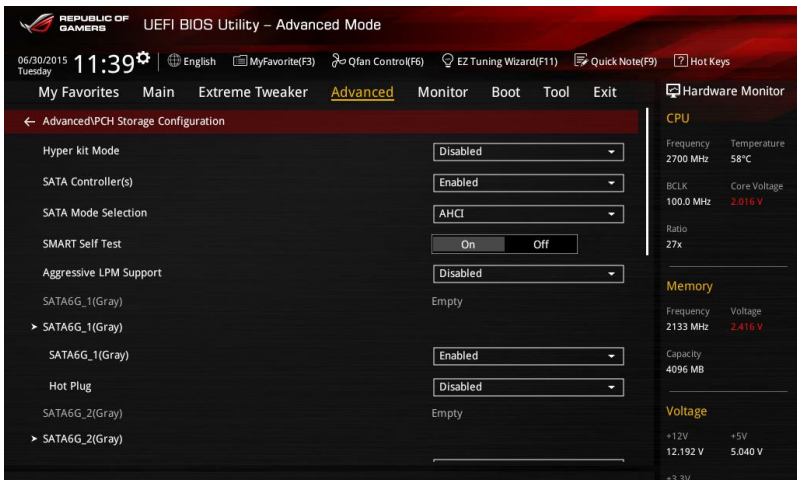 REPUBLIC OF
GAMERS
UEFI BIOS Utility – Advanced Mode
06/30/2015
Tuesday
11:39
English
MyFavorite(F3)
Qfan Control(F6)
EZ Tuning Wizard(F11)
Quick Note(F9)
? Hot Keys
My Favorites Main Extreme Tweaker Advanced Monitor Boot Tool Exit
Hardware Monitor
← Advanced\PCH Storage Configuration
Hyper kit Mode Disabled
SATA Controller(s) Enabled
SATA Mode Selection AHCI
SMART Self Test On Off
Aggressive LPM Support Disabled
SATA6G_1(Gray) Empty
> SATA6G_1(Gray)
SATA6G_1(Gray) Enabled
Hot Plug Disabled
SATA6G_2(Gray) Empty
> SATA6G_2(Gray)
CPU
Frequency Temperature
2700 MHz 58°C
BCLK Core Voltage
100.0 MHz 2.016 V
Ratio
27x
Memory
Frequency Voltage
2133 MHz 2.416 V
Capacity
4096 MB
Voltage
+12V +5V
12.192 V 5.040 V
+3.3V